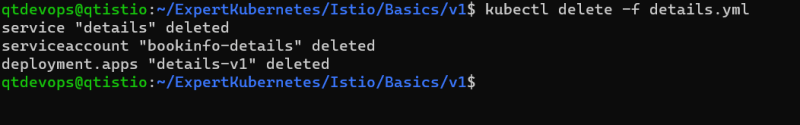 qtdevops@qtistio:~/ExpertKubernetes/Istio/Basics/v1$ kubectl delete -f details.yml
service "details" deleted
serviceaccount "bookinfo-details" deleted
deployment.apps "details-v1" deleted
qtdevops@qtistio:~/ExpertKubernetes/Istio/Basics/v1$